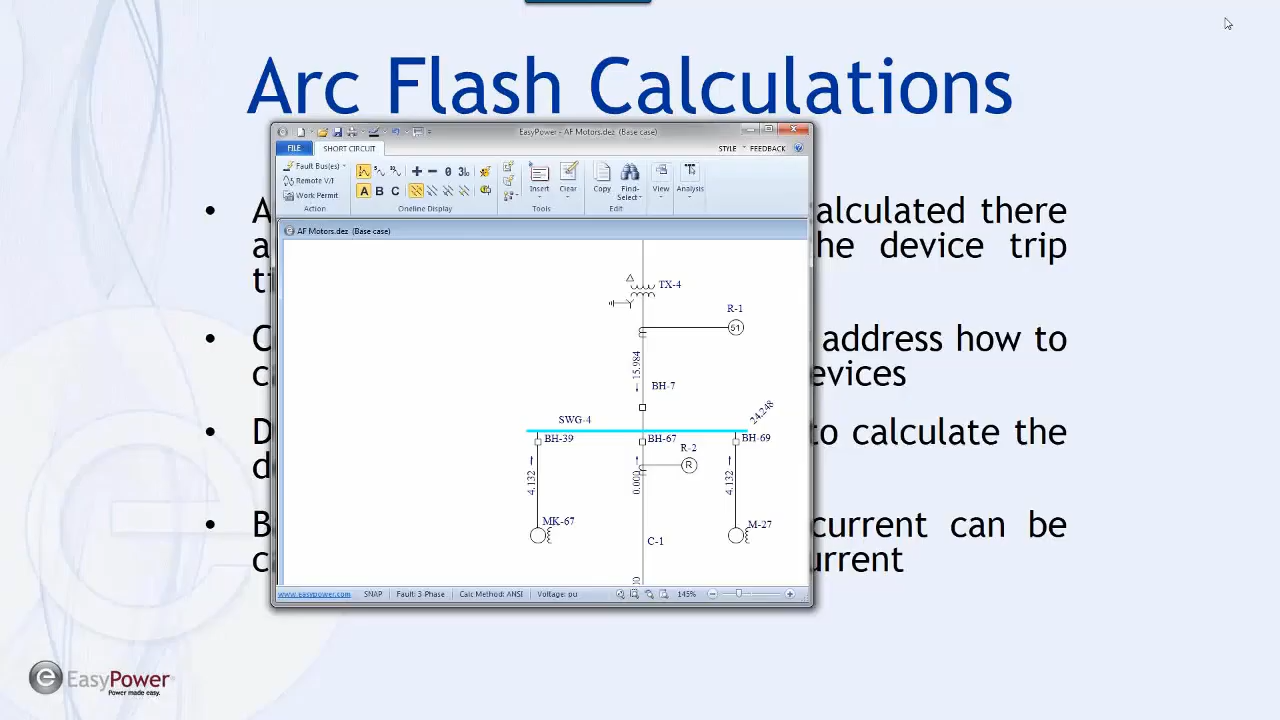 Arc Flash Calculations
EasyPower - AF Motors.dez (Base case)
FILE SHORT CIRCUIT STYLE FEEDBACK
Fault Bus(es)
Remote V/I
Work Permit
Action
A B C
Oneline Display
Insert Clear
Tools
Copy Find-Select
Edit
View Analysis
AF Motors.dez (Base case)
TX-4
R-1
51
15.984
BH-7
SWG-4
24.248
BH-39 BH-67 BH-69
R-2
R
4.132 0.000 4.132
MK-67 M-27
C-1
www.easypower.com SNAP Fault: 3-Phase Calc Method: ANSI Voltage: pu 145%
alculated there
he device trip
address how to
evices
to calculate the
current can be
urrent
EasyPower
Power made easy.